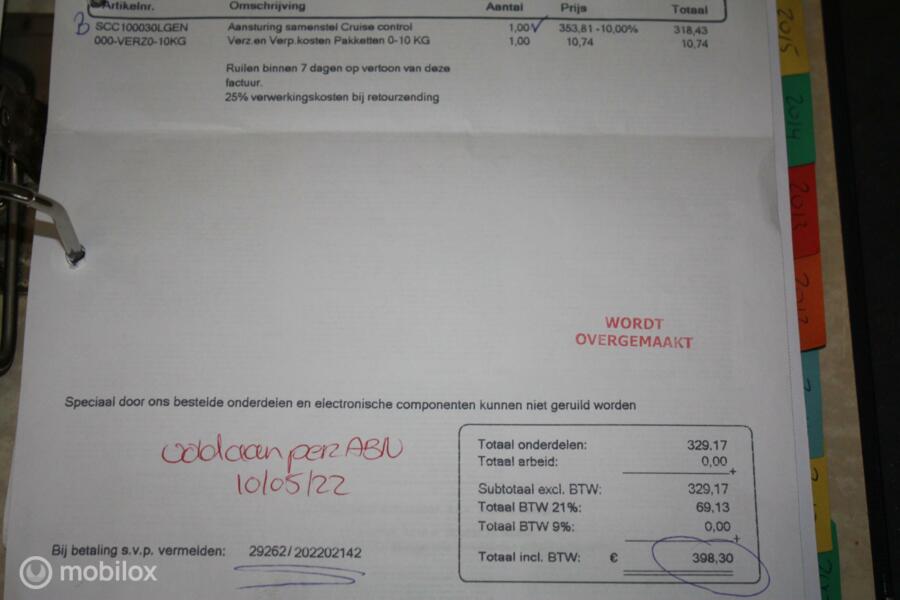 Artikelnr. Omschrijving Aantal Prijs Totaal
B SCC100030LGEN Aansturing samenstel Cruise control 1,00 353,81 -10,00% 318,43
000-VERZ0-10KG Verz.en Verp.kosten Pakketten 0-10 KG 1,00 10,74 10,74
Ruilen binnen 7 dagen op vertoon van deze
factuur.
25% verwerkingskosten bij retourzending
WORDT
OVERGEMAAKT
Speciaal door ons bestelde onderdelen en electronische componenten kunnen niet geruild worden
per ABN
10/05/22
Totaal onderdelen: 329,17
Totaal arbeid: 0,00
+
Subtotaal excl. BTW: 329,17
Totaal BTW 21%: 69,13
Totaal BTW 9%: 0,00
+
Totaal incl. BTW: € 398,30
Bij betaling s.v.p. vermelden: 29262/202202142
mobilox
2015
2014
2013
2012